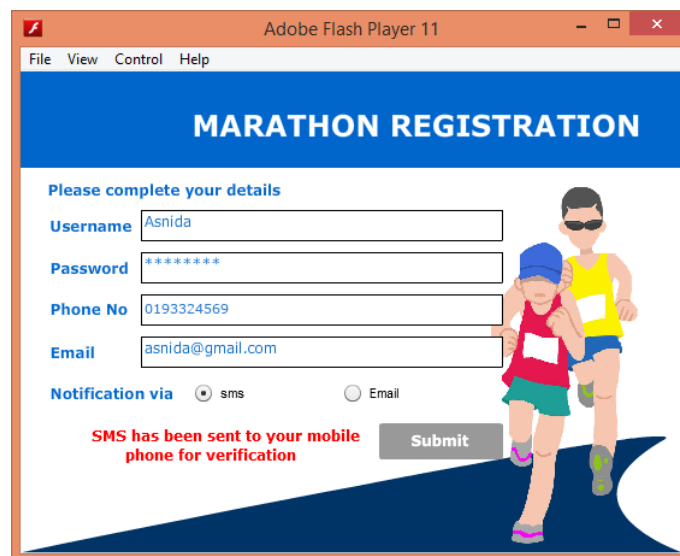 Adobe Flash Player 11
File View Control Help
MARATHON REGISTRATION
Please complete your details
Username Asnida
Password ********
Phone No 0193324569
Email asnida@gmail.com
Notification via sms Email
SMS has been sent to your mobile
phone for verification
Submit